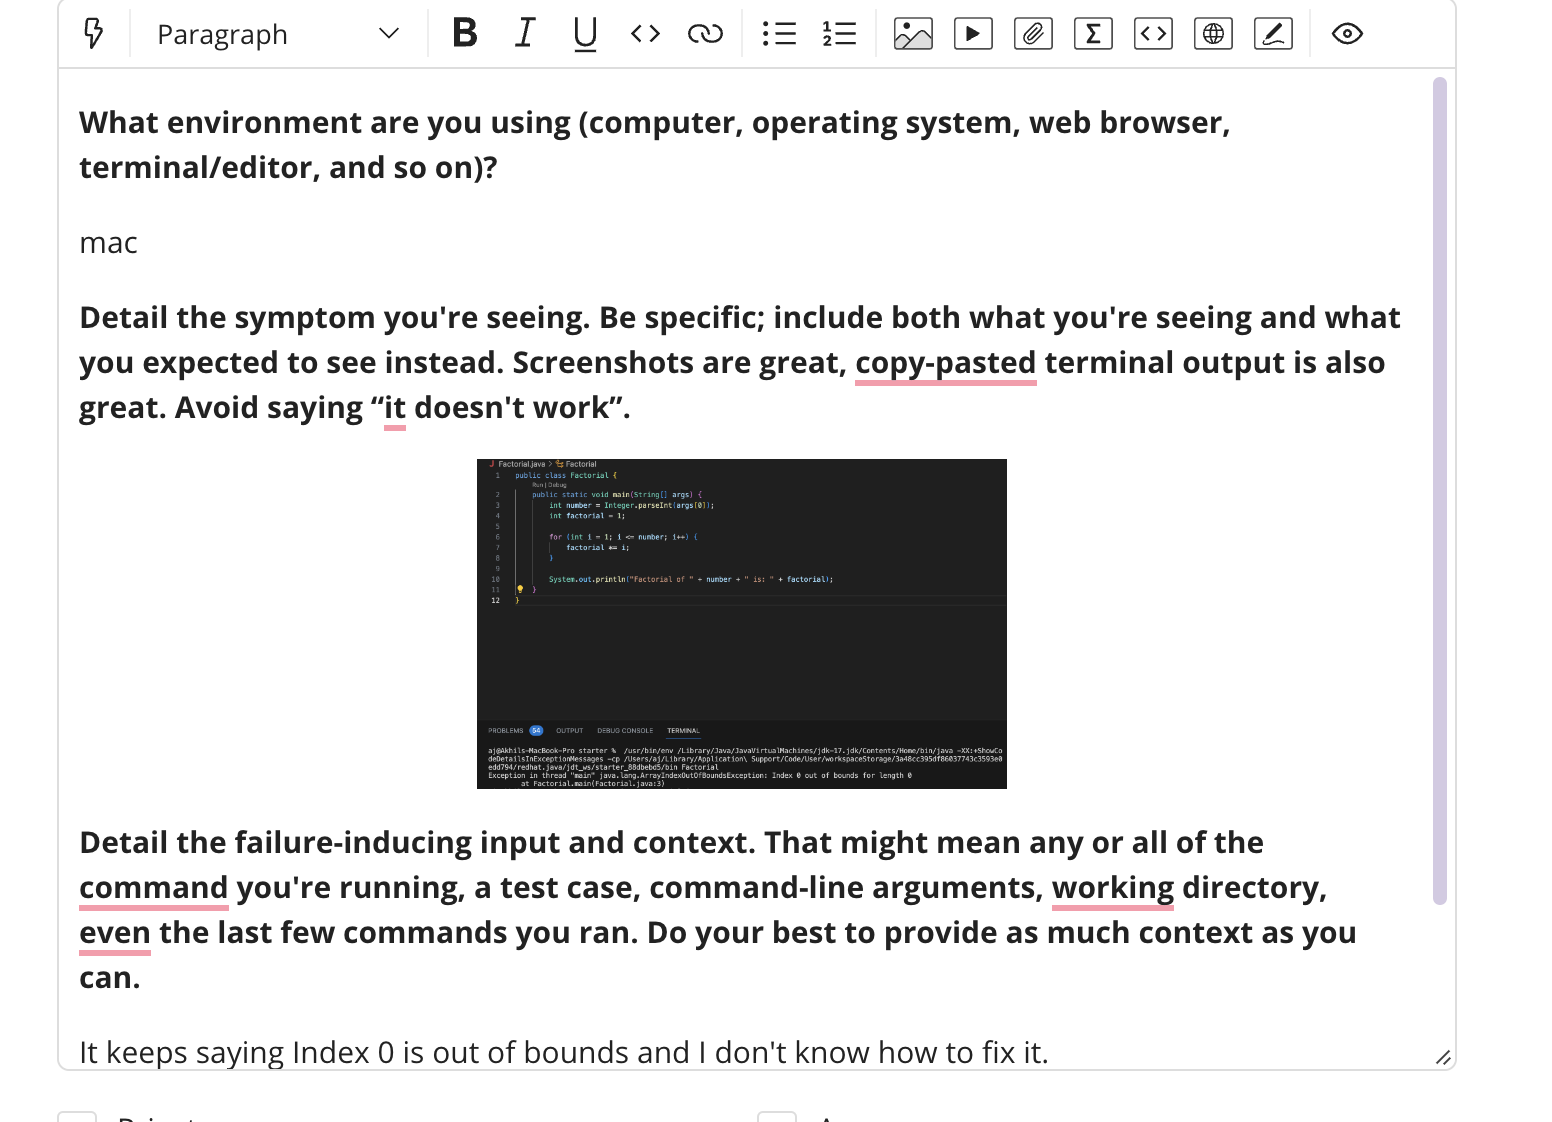 Paragraph
B I U
What environment are you using (computer, operating system, web browser,
terminal/editor, and so on)?
mac
Detail the symptom you're seeing. Be specific; include both what you're seeing and what
you expected to see instead. Screenshots are great, copy-pasted terminal output is also
great. Avoid saying “it doesn't work”.
Factorial.java > Factorial
1 public class Factorial {
Run | Debug
2 public static void main(String[] args) {
3 int number = Integer.parseInt(args[0]);
4 int factorial = 1;
5
6 for (int i = 1; i <= number; i++) {
7 factorial *= i;
8 }
9
10 System.out.println("Factorial of " + number + " is: " + factorial);
11 }
12 }
PROBLEMS 54 OUTPUT DEBUG CONSOLE TERMINAL
aj@Akhils-MacBook-Pro starter % /usr/bin/env /Library/Java/JavaVirtualMachines/jdk-17.jdk/Contents/Home/bin/java -XX:+ShowCo
deDetailsInExceptionMessages -cp /Users/aj/Library/Application\ Support/Code/User/workspaceStorage/3a48cc395df86037743c3593e0
edd794/redhat.java/jdt_ws/starter_88dbebd5/bin Factorial
Exception in thread "main" java.lang.ArrayIndexOutOfBoundsException: Index 0 out of bounds for length 0
at Factorial.main(Factorial.java:3)
Detail the failure-inducing input and context. That might mean any or all of the
command you're running, a test case, command-line arguments, working directory,
even the last few commands you ran. Do your best to provide as much context as you
can.
It keeps saying Index 0 is out of bounds and I don't know how to fix it.